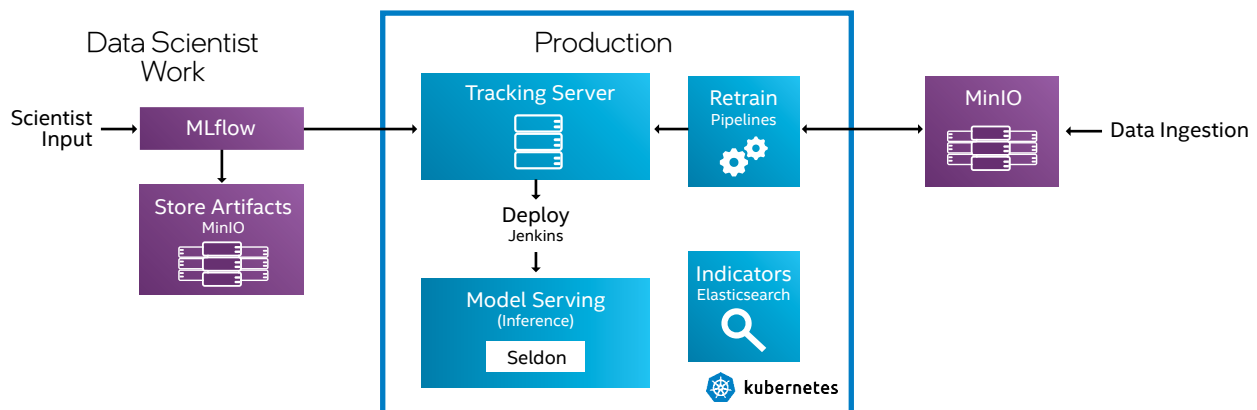 Data Scientist
Work
Production
Scientist
Input
MLflow
Store Artifacts
MinIO
Tracking Server
Retrain
Pipelines
MinIO
Data Ingestion
Deploy
Jenkins
Model Serving
(Inference)
Seldon
Indicators
Elasticsearch
kubernetes